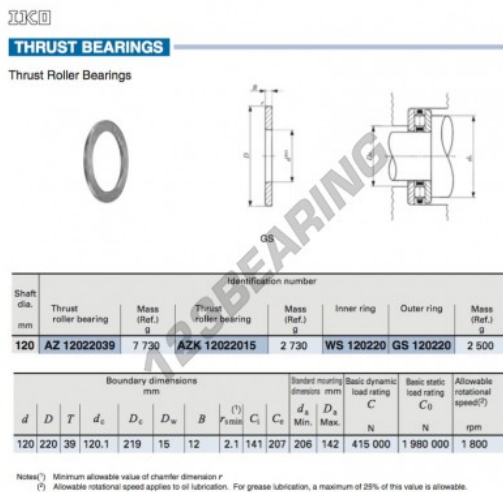 IKO
THRUST BEARINGS
Thrust Roller Bearings
B
r
D
d
Da
da
GS
123BEARING
Shaft dia. mm
Identification number
Thrust roller bearing
Mass (Ref.) g
Thrust roller bearing
Mass (Ref.) g
Inner ring
Outer ring
Mass (Ref.) g
120 AZ 12022039 7 730 AZK 12022015 2 730 WS 120220 GS 120220 2 500
Boundary dimensions mm
Standard mounting dimensions mm
Basic dynamic load rating C N
Basic static load rating C0 N
Allowable rotational speed(2) rpm
d D T dc Dc Dw B rsmin(1) Ci Ce da Min. Da Max.
120 220 39 120.1 219 15 12 2.1 141 207 206 142 415 000 1 980 000 1 800
Notes(1) Minimum allowable value of chamfer dimension r
(2) Allowable rotational speed applies to oil lubrication. For grease lubrication, a maximum of 25% of this value is allowable.